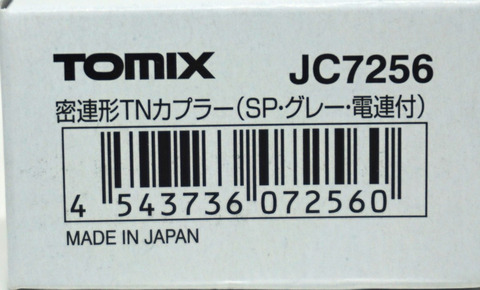 TOMIX JC7256
密連形TNカプラー(SP・グレー・電連付)
4 543736 072560
MADE IN JAPAN